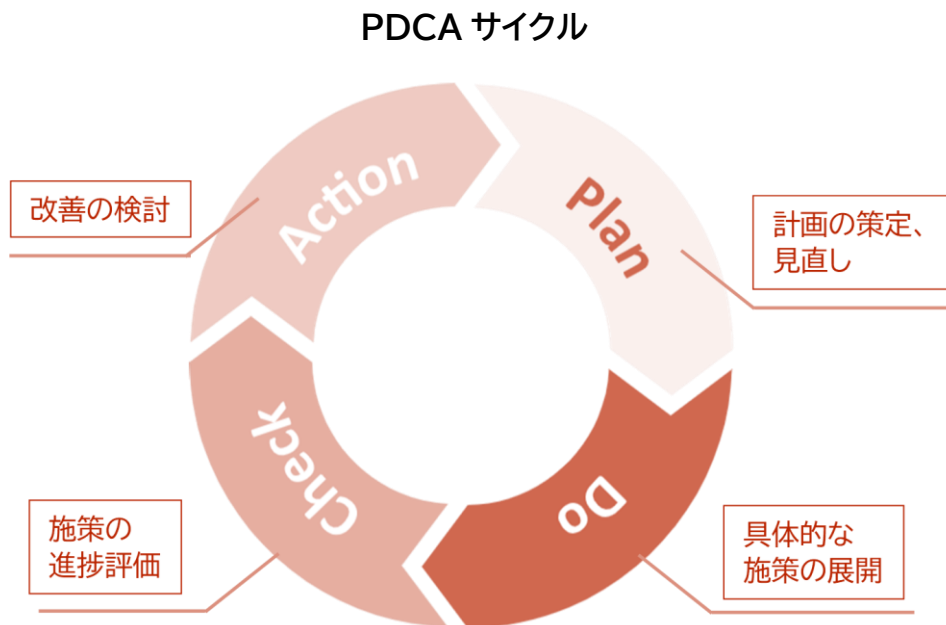 PDCA サイクル
Action
Plan
改善の検討
計画の策定、
見直し
Check
Do
施策の
進捗評価
具体的な
施策の展開